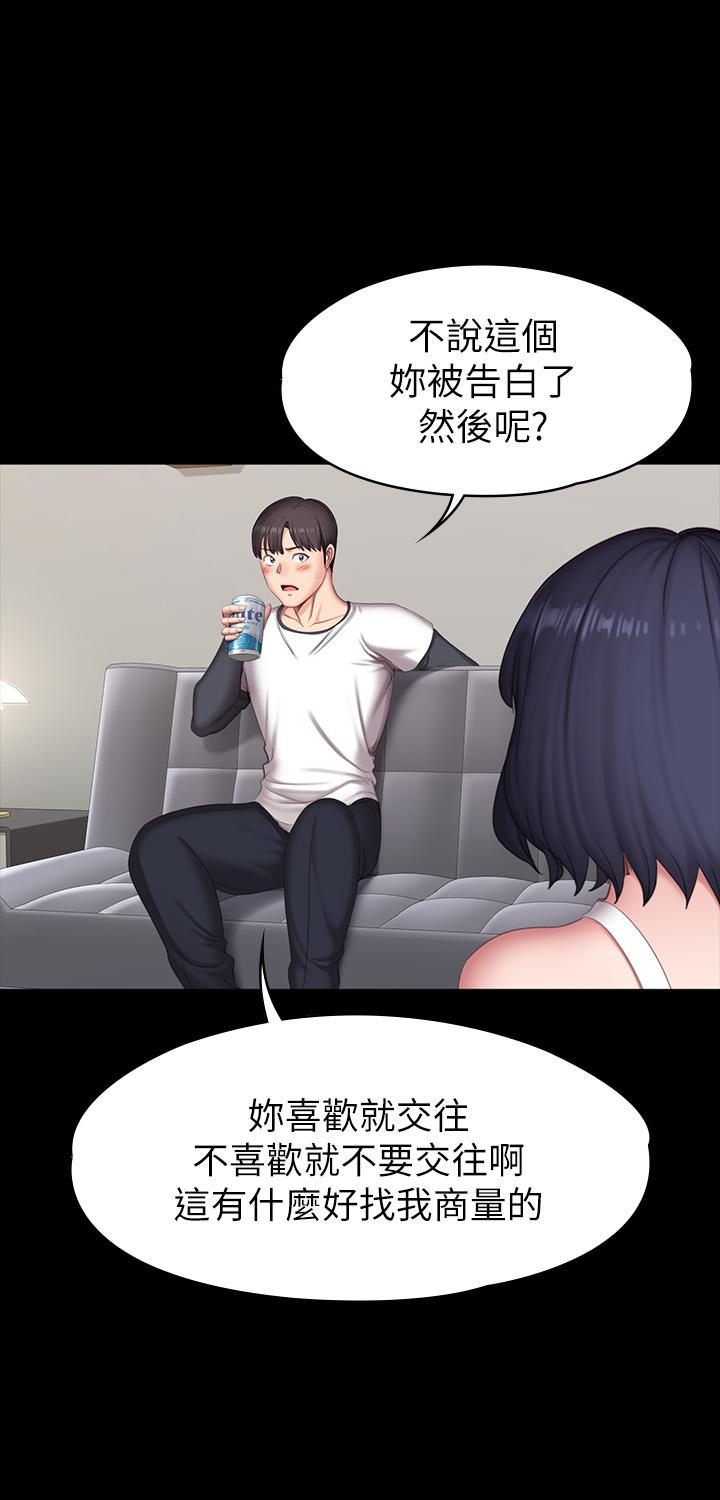 不說這個
妳被告白了
然後呢?
妳喜歡就交往
不喜歡就不要交往啊
這有什麼好找我商量的